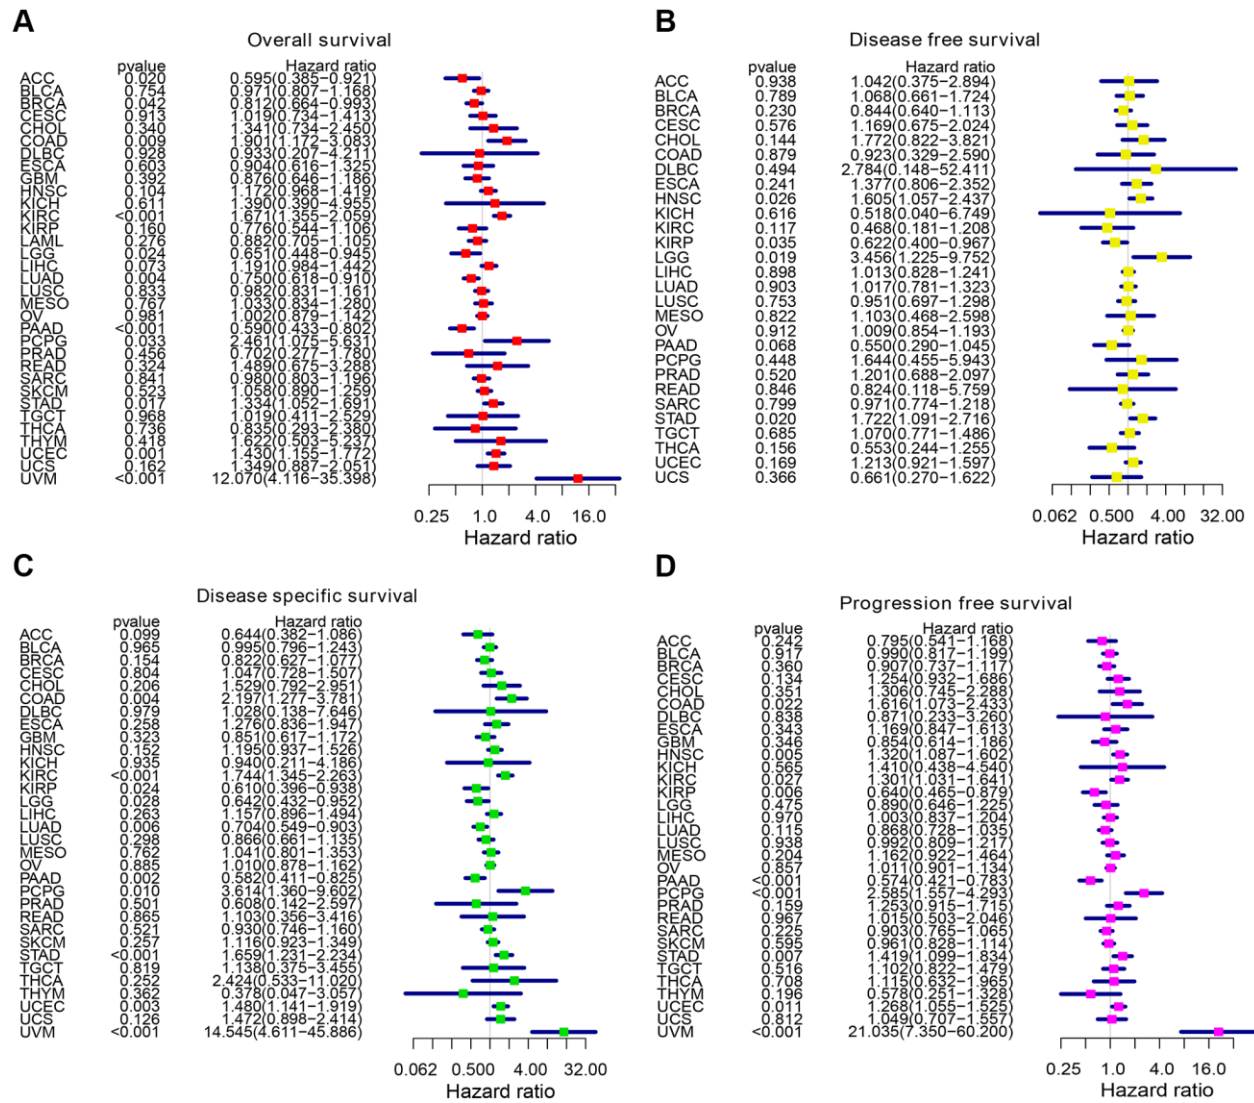 A
Overall survival
pvalue Hazard ratio
ACC 0.020 0.595(0.385−0.921)
BLCA 0.754 0.971(0.807−1.168)
BRCA 0.042 0.812(0.664−0.993)
CESC 0.913 1.019(0.734−1.413)
CHOL 0.340 1.341(0.734−2.450)
COAD 0.009 1.901(1.172−3.083)
DLBC 0.928 0.933(0.207−4.211)
ESCA 0.603 0.904(0.616−1.325)
GBM 0.392 0.876(0.646−1.186)
HNSC 0.104 1.172(0.968−1.419)
KICH 0.611 1.390(0.390−4.955)
KIRC <0.001 1.671(1.355−2.059)
KIRP 0.160 0.776(0.544−1.106)
LAML 0.276 0.882(0.705−1.105)
LGG 0.024 0.651(0.448−0.945)
LIHC 0.073 1.191(0.984−1.442)
LUAD 0.004 0.750(0.618−0.910)
LUSC 0.833 0.982(0.831−1.161)
MESO 0.767 1.033(0.834−1.280)
OV 0.981 1.002(0.879−1.142)
PAAD <0.001 0.590(0.433−0.802)
PCPG 0.033 2.461(1.075−5.631)
PRAD 0.456 0.702(0.277−1.780)
READ 0.324 1.489(0.675−3.288)
SARC 0.841 0.980(0.803−1.196)
SKCM 0.523 1.058(0.890−1.259)
STAD 0.017 1.334(1.052−1.691)
TGCT 0.968 1.019(0.411−2.529)
THCA 0.736 0.835(0.293−2.380)
THYM 0.418 1.622(0.503−5.237)
UCEC 0.001 1.430(1.155−1.772)
UCS 0.162 1.349(0.887−2.051)
UVM <0.001 12.070(4.116−35.398)
0.25 1.0 4.0 16.0
Hazard ratio
B
Disease free survival
pvalue Hazard ratio
ACC 0.938 1.042(0.375−2.894)
BLCA 0.789 1.068(0.661−1.724)
BRCA 0.230 0.844(0.640−1.113)
CESC 0.576 1.169(0.675−2.024)
CHOL 0.144 1.772(0.822−3.821)
COAD 0.879 0.923(0.329−2.590)
DLBC 0.494 2.784(0.148−52.411)
ESCA 0.241 1.377(0.806−2.352)
HNSC 0.026 1.605(1.057−2.437)
KICH 0.616 0.518(0.040−6.749)
KIRC 0.117 0.468(0.181−1.208)
KIRP 0.035 0.622(0.400−0.967)
LGG 0.019 3.456(1.225−9.752)
LIHC 0.898 1.013(0.828−1.241)
LUAD 0.903 1.017(0.781−1.323)
LUSC 0.753 0.951(0.697−1.298)
MESO 0.822 1.103(0.468−2.598)
OV 0.912 1.009(0.854−1.193)
PAAD 0.068 0.550(0.290−1.045)
PCPG 0.448 1.644(0.455−5.943)
PRAD 0.520 1.201(0.688−2.097)
READ 0.846 0.824(0.118−5.759)
SARC 0.799 0.971(0.774−1.218)
STAD 0.020 1.722(1.091−2.716)
TGCT 0.685 1.070(0.771−1.486)
THCA 0.156 0.553(0.244−1.255)
UCEC 0.169 1.213(0.921−1.597)
UCS 0.366 0.661(0.270−1.622)
0.062 0.500 4.00 32.00
Hazard ratio
C
Disease specific survival
pvalue Hazard ratio
ACC 0.099 0.644(0.382−1.086)
BLCA 0.965 0.995(0.796−1.243)
BRCA 0.154 0.822(0.627−1.077)
CESC 0.804 1.047(0.728−1.507)
CHOL 0.206 1.529(0.792−2.951)
COAD 0.004 2.197(1.277−3.781)
DLBC 0.979 1.028(0.138−7.646)
ESCA 0.258 1.276(0.836−1.947)
GBM 0.323 0.851(0.617−1.172)
HNSC 0.152 1.195(0.937−1.526)
KICH 0.935 0.940(0.211−4.186)
KIRC <0.001 1.744(1.345−2.263)
KIRP 0.024 0.610(0.396−0.938)
LGG 0.028 0.642(0.432−0.952)
LIHC 0.263 1.157(0.896−1.494)
LUAD 0.006 0.704(0.549−0.903)
LUSC 0.298 0.866(0.661−1.135)
MESO 0.762 1.041(0.801−1.353)
OV 0.885 1.010(0.878−1.162)
PAAD 0.002 0.582(0.411−0.825)
PCPG 0.010 3.614(1.360−9.602)
PRAD 0.501 0.608(0.142−2.597)
READ 0.865 1.103(0.356−3.416)
SARC 0.521 0.930(0.746−1.160)
SKCM 0.257 1.116(0.923−1.349)
STAD <0.001 1.659(1.231−2.234)
TGCT 0.819 1.138(0.375−3.455)
THCA 0.252 2.424(0.533−11.020)
THYM 0.362 0.378(0.047−3.057)
UCEC 0.003 1.480(1.141−1.919)
UCS 0.126 1.472(0.898−2.414)
UVM <0.001 14.545(4.611−45.886)
0.062 0.500 4.00 32.00
Hazard ratio
D
Progression free survival
pvalue Hazard ratio
ACC 0.242 0.795(0.541−1.168)
BLCA 0.917 0.990(0.817−1.199)
BRCA 0.360 0.907(0.737−1.117)
CESC 0.134 1.254(0.932−1.686)
CHOL 0.351 1.306(0.745−2.288)
COAD 0.022 1.616(1.073−2.433)
DLBC 0.838 0.871(0.233−3.260)
ESCA 0.343 1.169(0.847−1.613)
GBM 0.346 0.854(0.614−1.186)
HNSC 0.005 1.320(1.087−1.602)
KICH 0.565 1.410(0.438−4.540)
KIRC 0.027 1.301(1.031−1.641)
KIRP 0.006 0.640(0.465−0.879)
LGG 0.475 0.890(0.646−1.225)
LIHC 0.970 1.003(0.837−1.204)
LUAD 0.115 0.868(0.728−1.035)
LUSC 0.938 0.992(0.809−1.217)
MESO 0.204 1.162(0.922−1.464)
OV 0.857 1.011(0.901−1.134)
PAAD <0.001 0.574(0.421−0.783)
PCPG <0.001 2.585(1.557−4.293)
PRAD 0.159 1.253(0.915−1.715)
READ 0.967 1.015(0.503−2.046)
SARC 0.225 0.903(0.765−1.065)
SKCM 0.595 0.961(0.828−1.114)
STAD 0.007 1.419(1.099−1.834)
TGCT 0.516 1.102(0.822−1.479)
THCA 0.708 1.115(0.632−1.965)
THYM 0.196 0.578(0.251−1.328)
UCEC 0.011 1.268(1.055−1.525)
UCS 0.812 1.049(0.707−1.557)
UVM <0.001 21.035(7.350−60.200)
0.25 1.0 4.0 16.0
Hazard ratio